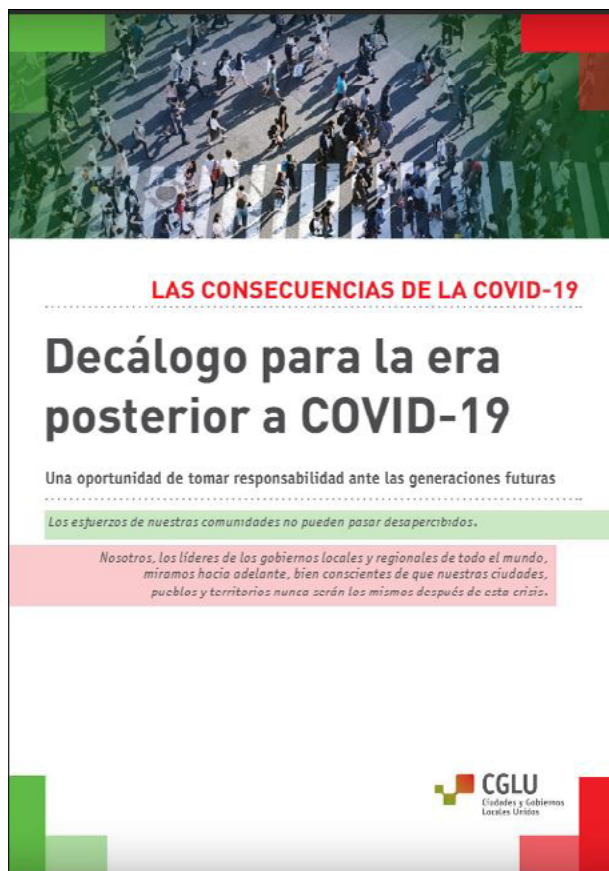 LAS CONSECUENCIAS DE LA COVID-19
Decálogo para la era
posterior a COVID-19
Una oportunidad de tomar responsabilidad ante las generaciones futuras
Los esfuerzos de nuestras comunidades no pueden pasar desapercibidos.
Nosotros, los líderes de los gobiernos locales y regionales de todo el mundo,
miramos hacia adelante, bien conscientes de que nuestras ciudades,
pueblos y territorios nunca serán los mismos después de esta crisis.
CGLU
Ciudades y Gobiernos
Locales Unidos